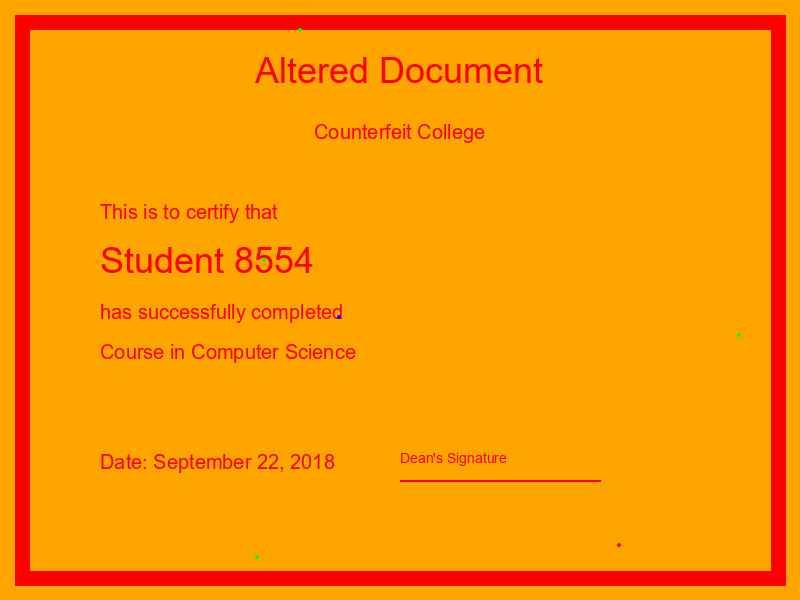 Altered Document
Counterfeit College
This is to certify that
Student 8554
has successfully completed
Course in Computer Science
Date: September 22, 2018
Dean's Signature